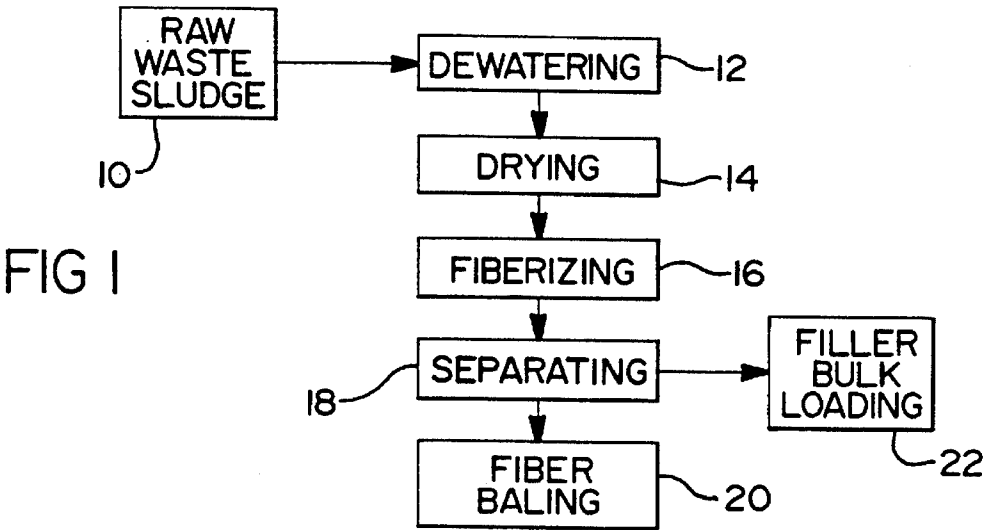 RAW
WASTE
SLUDGE
10
DEWATERING
12
DRYING
14
FIBERIZING
16
FIG 1
SEPARATING
18
FILLER
BULK
LOADING
22
FIBER
BALING
20